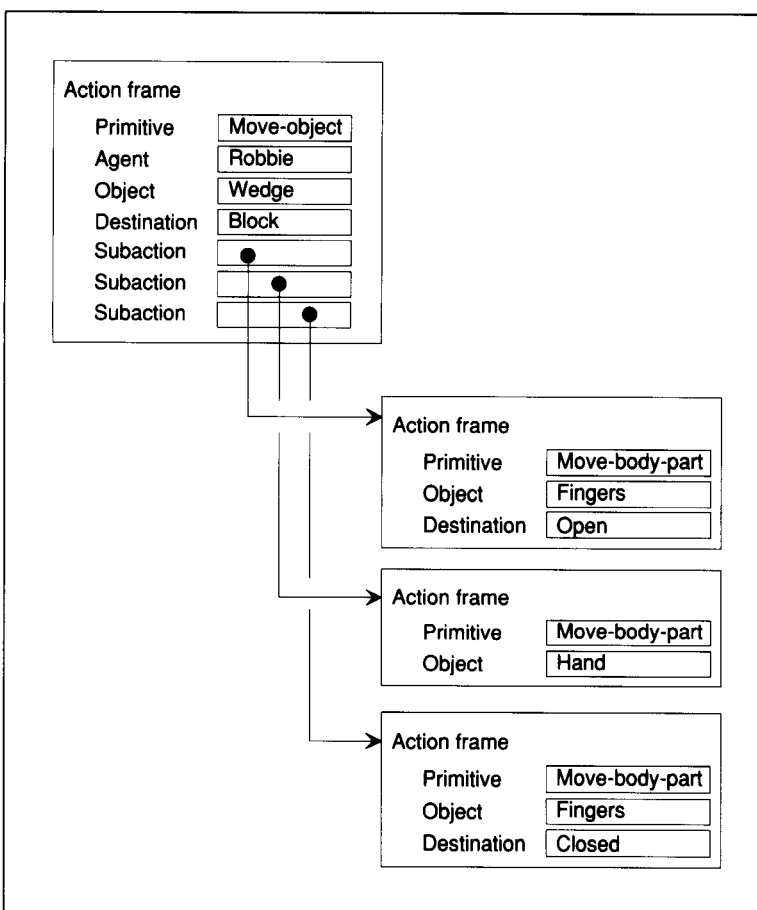 Action frame
Primitive Move-object
Agent Robbie
Object Wedge
Destination Block
Subaction
Subaction
Subaction
Action frame
Primitive Move-body-part
Object Fingers
Destination Open
Action frame
Primitive Move-body-part
Object Hand
Action frame
Primitive Move-body-part
Object Fingers
Destination Closed